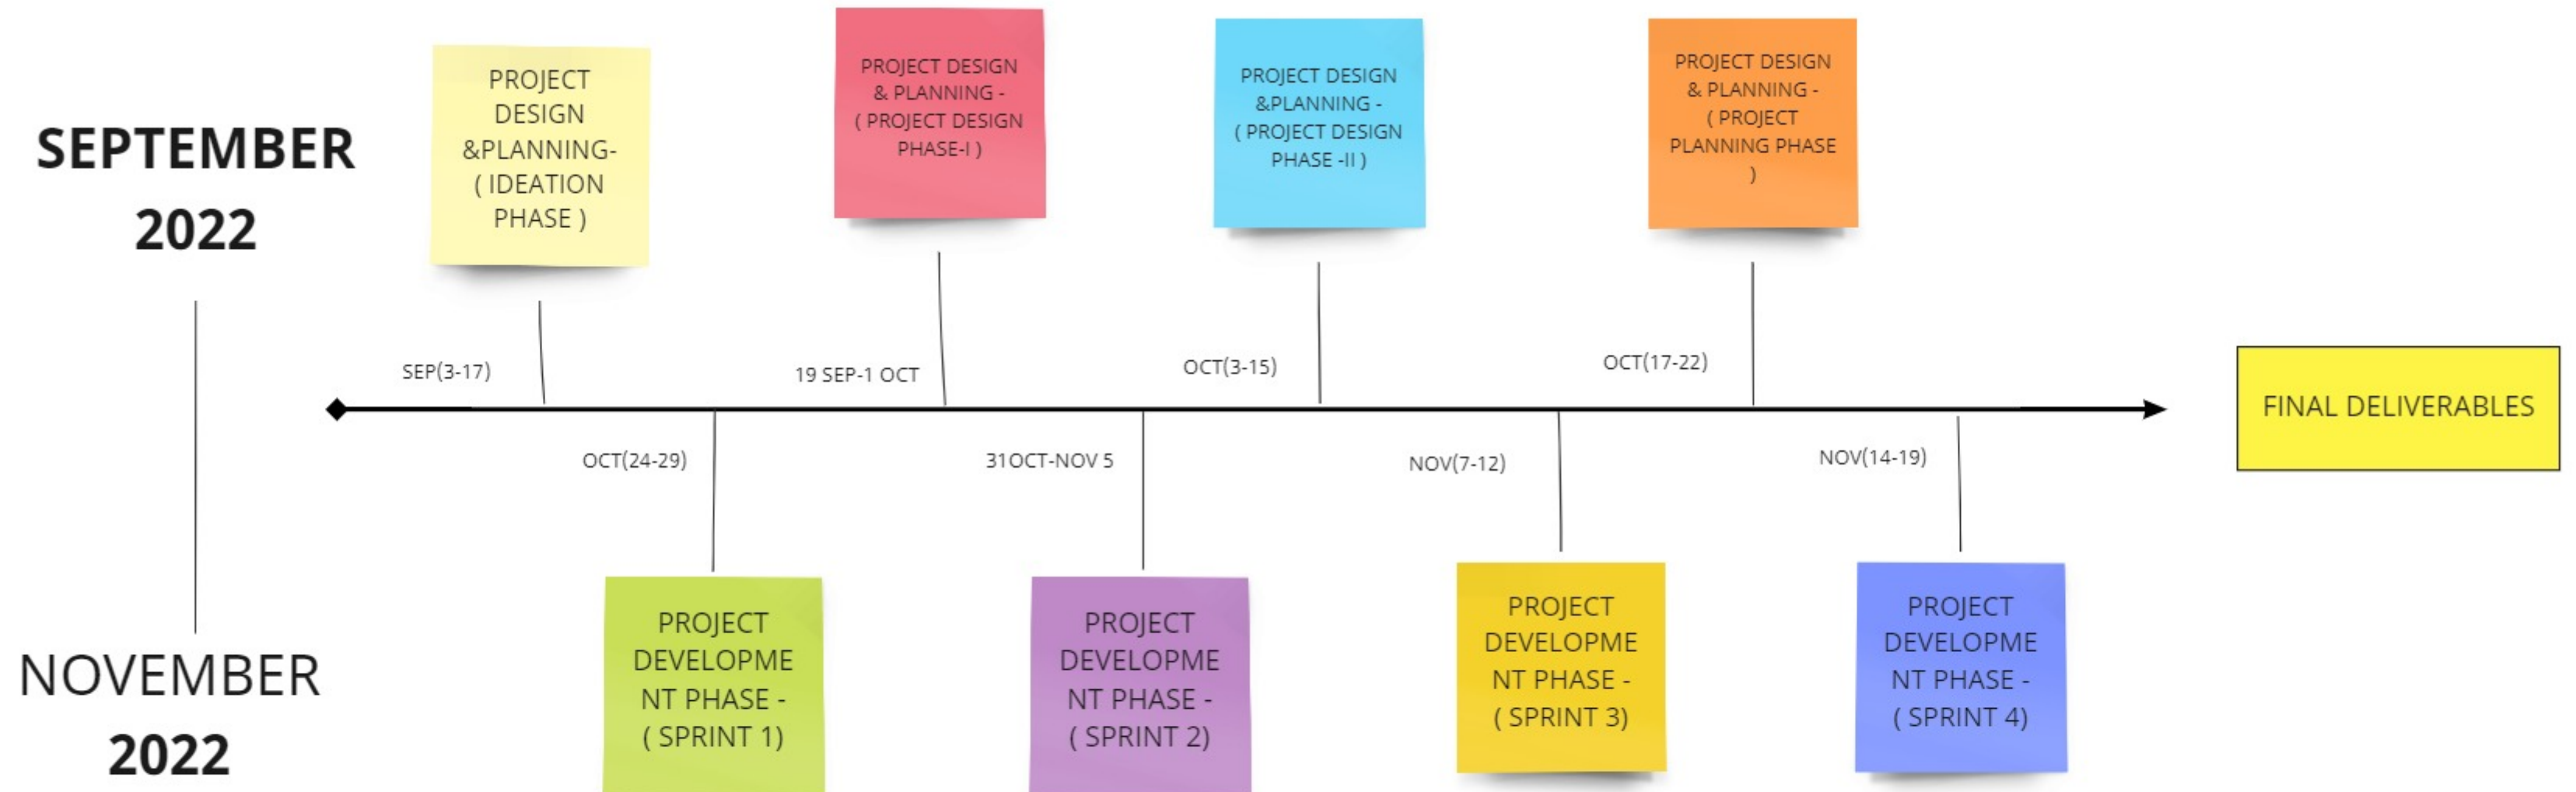 SEPTEMBER
2022
PROJECT
DESIGN
&PLANNING-
( IDEATION
PHASE )
PROJECT DESIGN
& PLANNING -
( PROJECT DESIGN
PHASE-I )
PROJECT DESIGN
&PLANNING -
( PROJECT DESIGN
PHASE -II )
PROJECT DESIGN
& PLANNING -
( PROJECT
PLANNING PHASE
)
SEP(3-17)
19 SEP-1 OCT
OCT(3-15)
OCT(17-22)
FINAL DELIVERABLES
OCT(24-29)
31OCT-NOV 5
NOV(7-12)
NOV(14-19)
NOVEMBER
2022
PROJECT
DEVELOPME
NT PHASE -
( SPRINT 1)
PROJECT
DEVELOPME
NT PHASE -
( SPRINT 2)
PROJECT
DEVELOPME
NT PHASE -
( SPRINT 3)
PROJECT
DEVELOPME
NT PHASE -
( SPRINT 4)